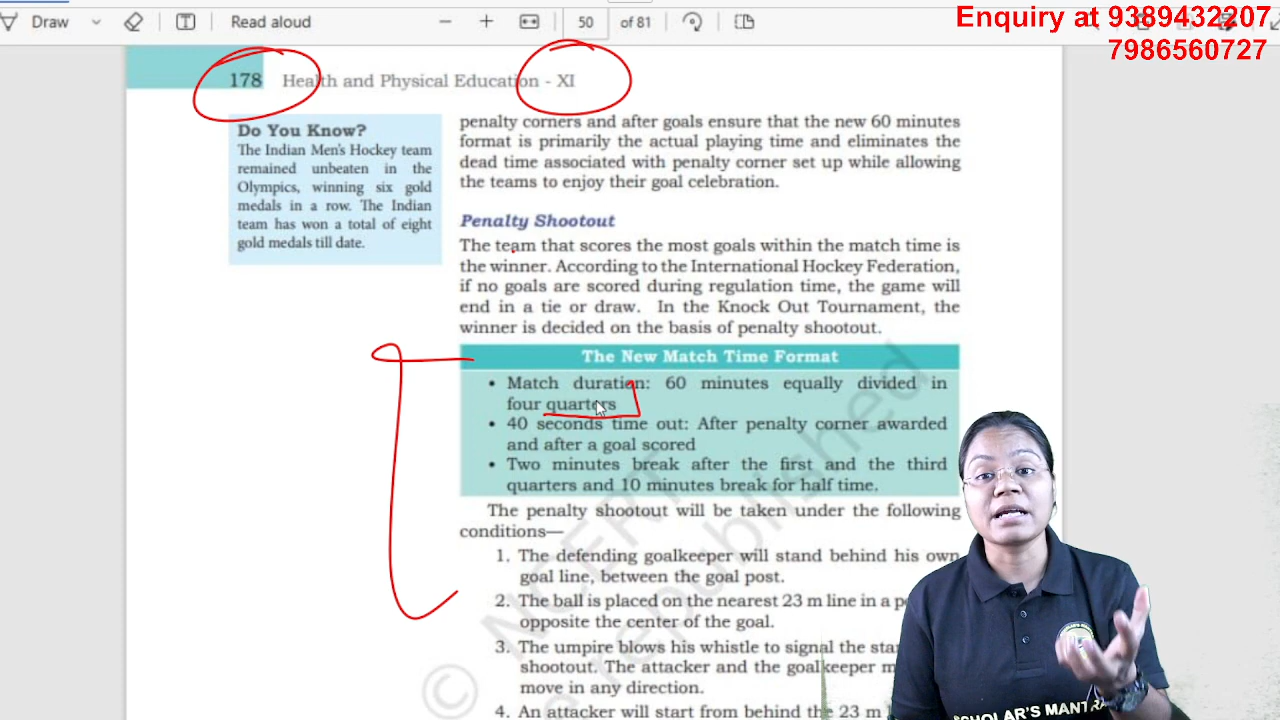 Draw
Read aloud
50
of 81
Enquiry at 9389432207
7986560727
178 Health and Physical Education - XI
Do You Know?
The Indian Men's Hockey team
remained unbeaten in the
Olympics, winning six gold
medals in a row. The Indian
team has won a total of eight
gold medals till date.
penalty corners and after goals ensure that the new 60 minutes
format is primarily the actual playing time and eliminates the
dead time associated with penalty corner set up while allowing
the teams to enjoy their goal celebration.
Penalty Shootout
The team that scores the most goals within the match time is
the winner. According to the International Hockey Federation,
if no goals are scored during regulation time, the game will
end in a tie or draw. In the Knock Out Tournament, the
winner is decided on the basis of penalty shootout.
The New Match Time Format
• Match duration: 60 minutes equally divided in
four quarters
• 40 seconds time out: After penalty corner awarded
and after a goal scored
• Two minutes break after the first and the third
quarters and 10 minutes break for half time.
The penalty shootout will be taken under the following
conditions—
1. The defending goalkeeper will stand behind his own
goal line, between the goal post.
2. The ball is placed on the nearest 23 m line in a
opposite the center of the goal.
3. The umpire blows his whistle to signal the
shootout. The attacker and the goalkeeper
move in any direction.
4. An attacker will start from behind the 23 m
© NCERT
republished
SCHOLAR'S MANTRA